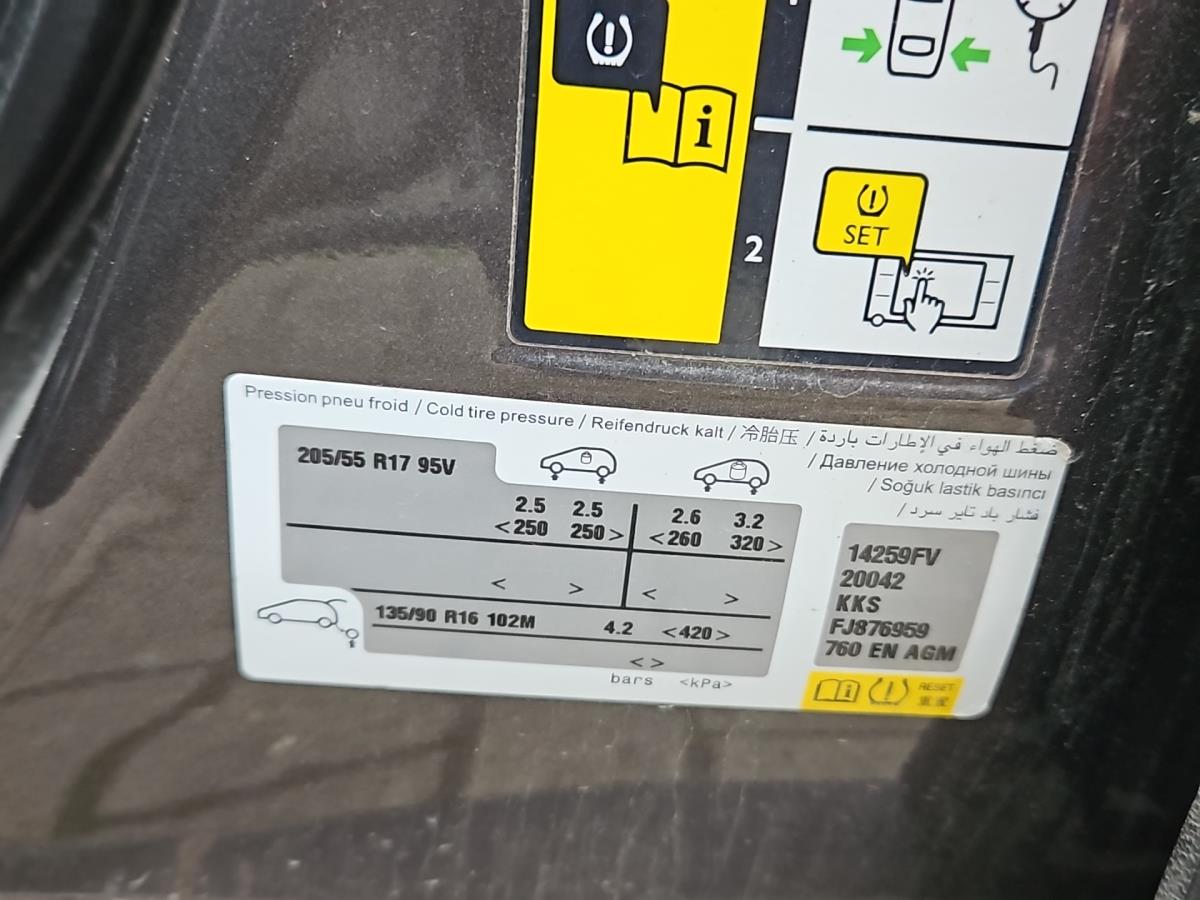 i
2
SET
Pression pneu froid / Cold tire pressure / Reifendruck kalt / 冷胎压 / ضغط الهواء في الإطارات باردة
/ Давление холодной шины
/ Soğuk lastik basıncı
/ فشار باد تایر سرد
205/55 R17 95V
2.5 2.5 2.6 3.2
<250 250> <260 320>
< > < >
135/90 R16 102M 4.2 <420>
< >
bars <kPa>
14259FV
20042
KKS
FJ876959
760 EN AGM
i RESET